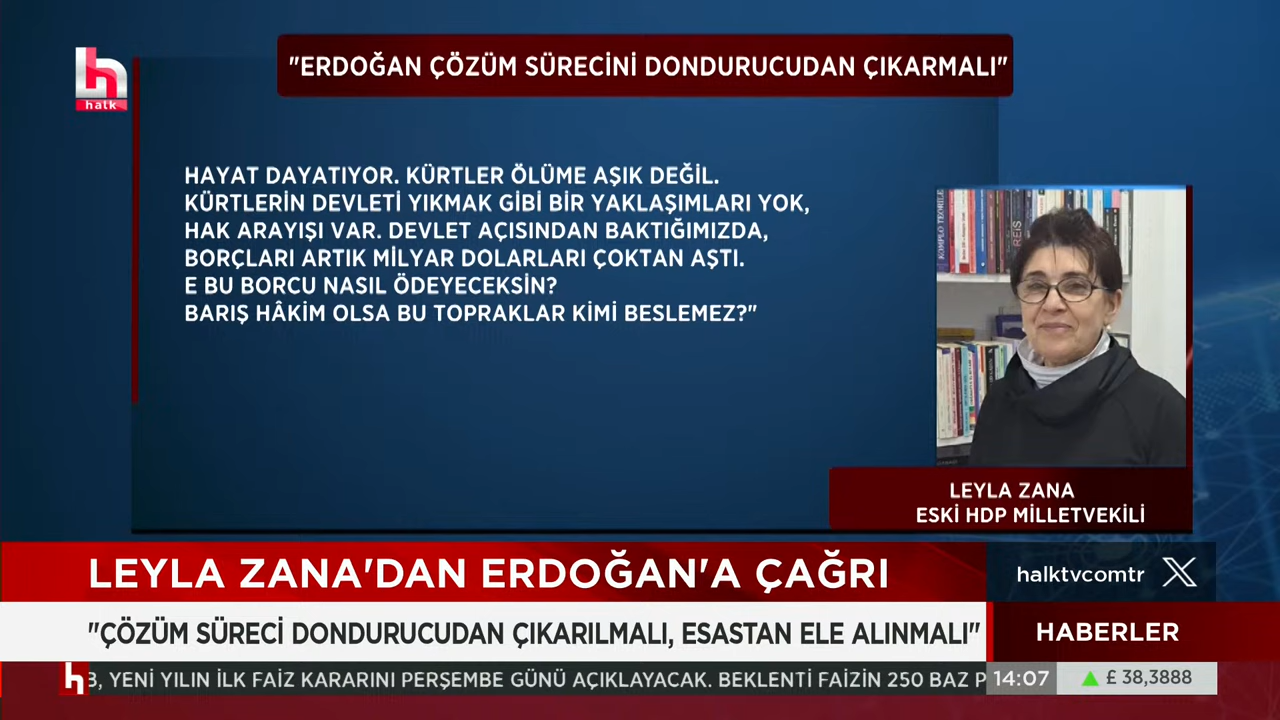 "ERDOĞAN ÇÖZÜM SÜRECİNİ DONDURUCUDAN ÇIKARMALI"
halk
HAYAT DAYATIYOR. KÜRTLER ÖLÜME AŞIK DEĞİL.
KÜRTLERİN DEVLETİ YIKMAK GİBİ BİR YAKLAŞIMLARI YOK,
HAK ARAYIŞI VAR. DEVLET AÇISINDAN BAKTIĞIMIZDA,
BORÇLARI ARTIK MİLYAR DOLARLARI ÇOKTAN AŞTI.
E BU BORCU NASIL ÖDEYECEKSİN?
BARIŞ HÂKİM OLSA BU TOPRAKLAR KİMİ BESLEMEZ?"
KOMPLO TEORİLE
REIS
LEYLA ZANA
ESKİ HDP MİLLETVEKİLİ
LEYLA ZANA'DAN ERDOĞAN'A ÇAĞRI
halktvcomtr X
"ÇÖZÜM SÜRECİ DONDURUCUDAN ÇIKARILMALI, ESASTAN ELE ALINMALI"
HABERLER
B, YENİ YILIN İLK FAİZ KARARINI PERŞEMBE GÜNÜ AÇIKLAYACAK. BEKLENTİ FAİZİN 250 BAZ P
14:07
£ 38,3888